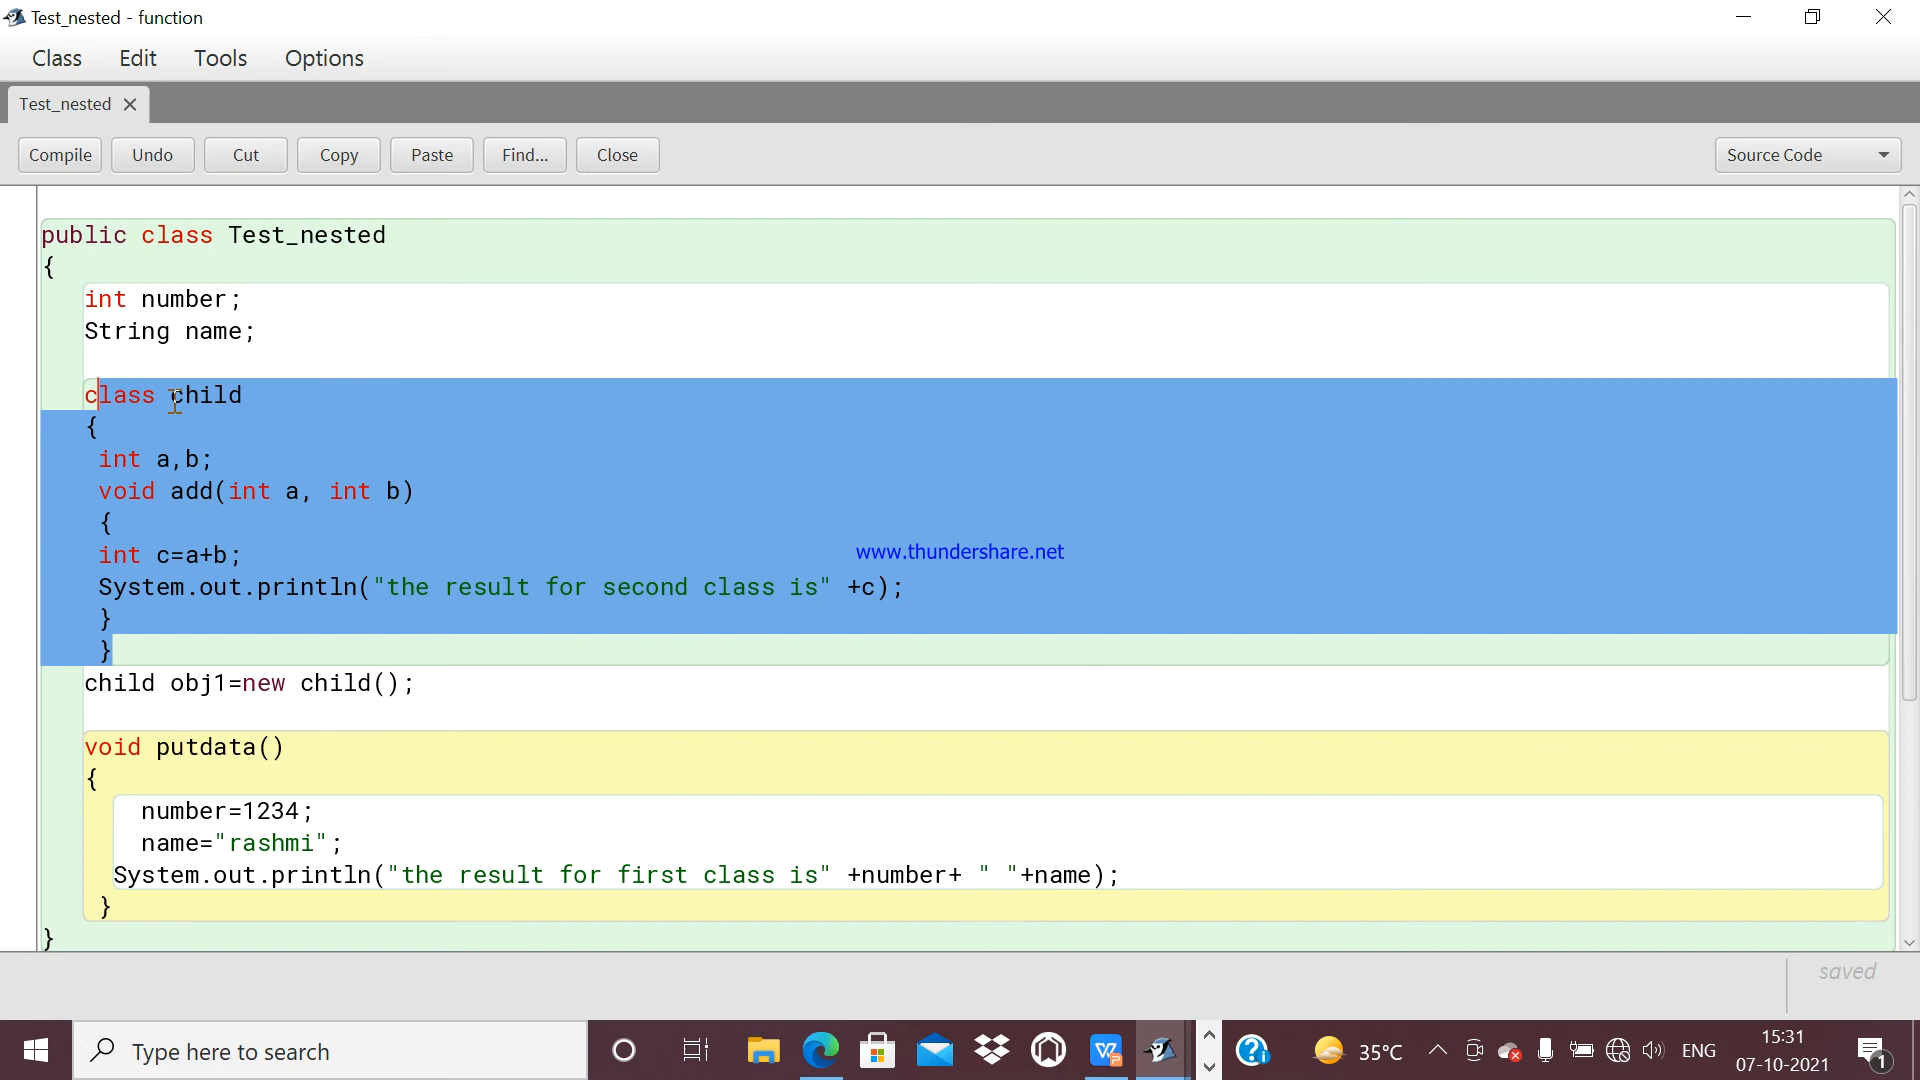 Test_nested - function
Class Edit Tools Options
Test_nested
Compile Undo Cut Copy Paste Find... Close Source Code
public class Test_nested
{
int number;
String name;
class child
{
int a,b;
void add(int a, int b)
{
int c=a+b;
System.out.println("the result for second class is" +c);
}
}
child obj1=new child();
void putdata()
{
number=1234;
name="rashmi";
System.out.println("the result for first class is" +number+ " "+name);
}
}
www.thundershare.net
saved
Type here to search
35°C
ENG
15:31
07-10-2021
1